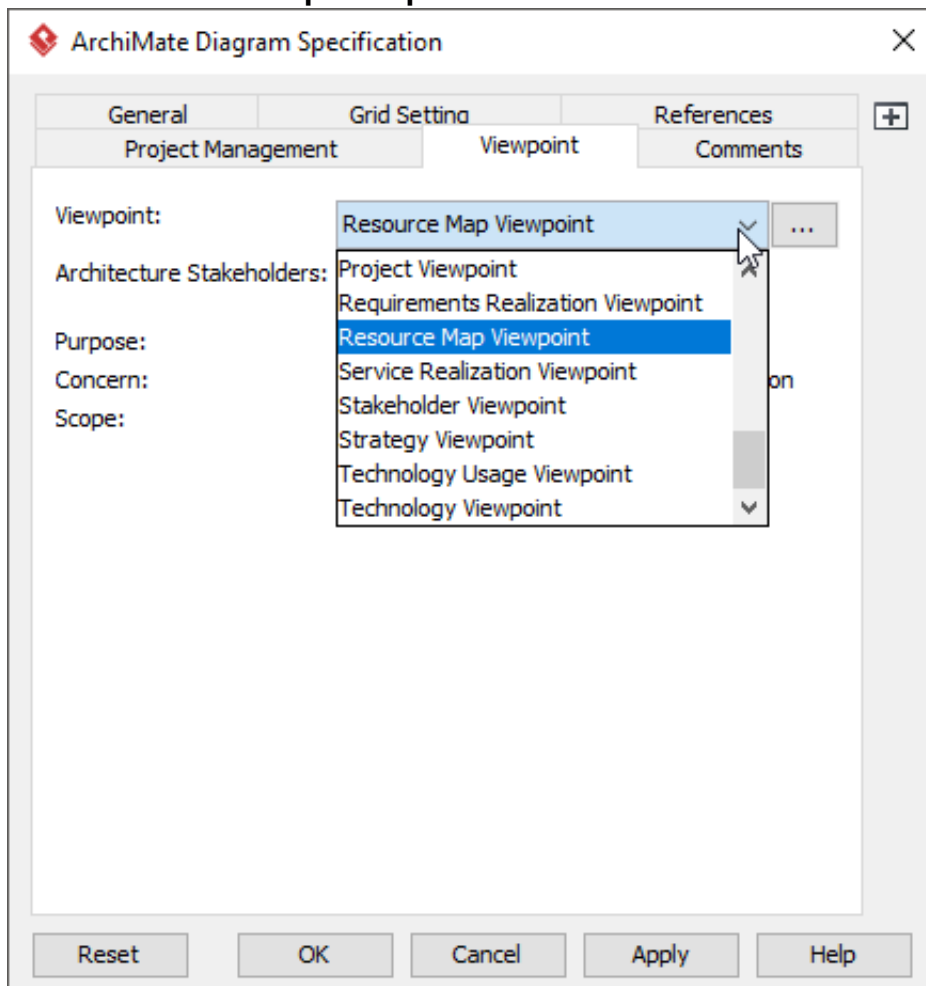 ArchiMate Diagram Specification
General Grid Setting References
Project Management Viewpoint Comments
Viewpoint: Resource Map Viewpoint ...
Architecture Stakeholders: Project Viewpoint
Requirements Realization Viewpoint
Purpose: Resource Map Viewpoint
Concern: Service Realization Viewpoint on
Scope: Stakeholder Viewpoint
Strategy Viewpoint
Technology Usage Viewpoint
Technology Viewpoint
Reset OK Cancel Apply Help